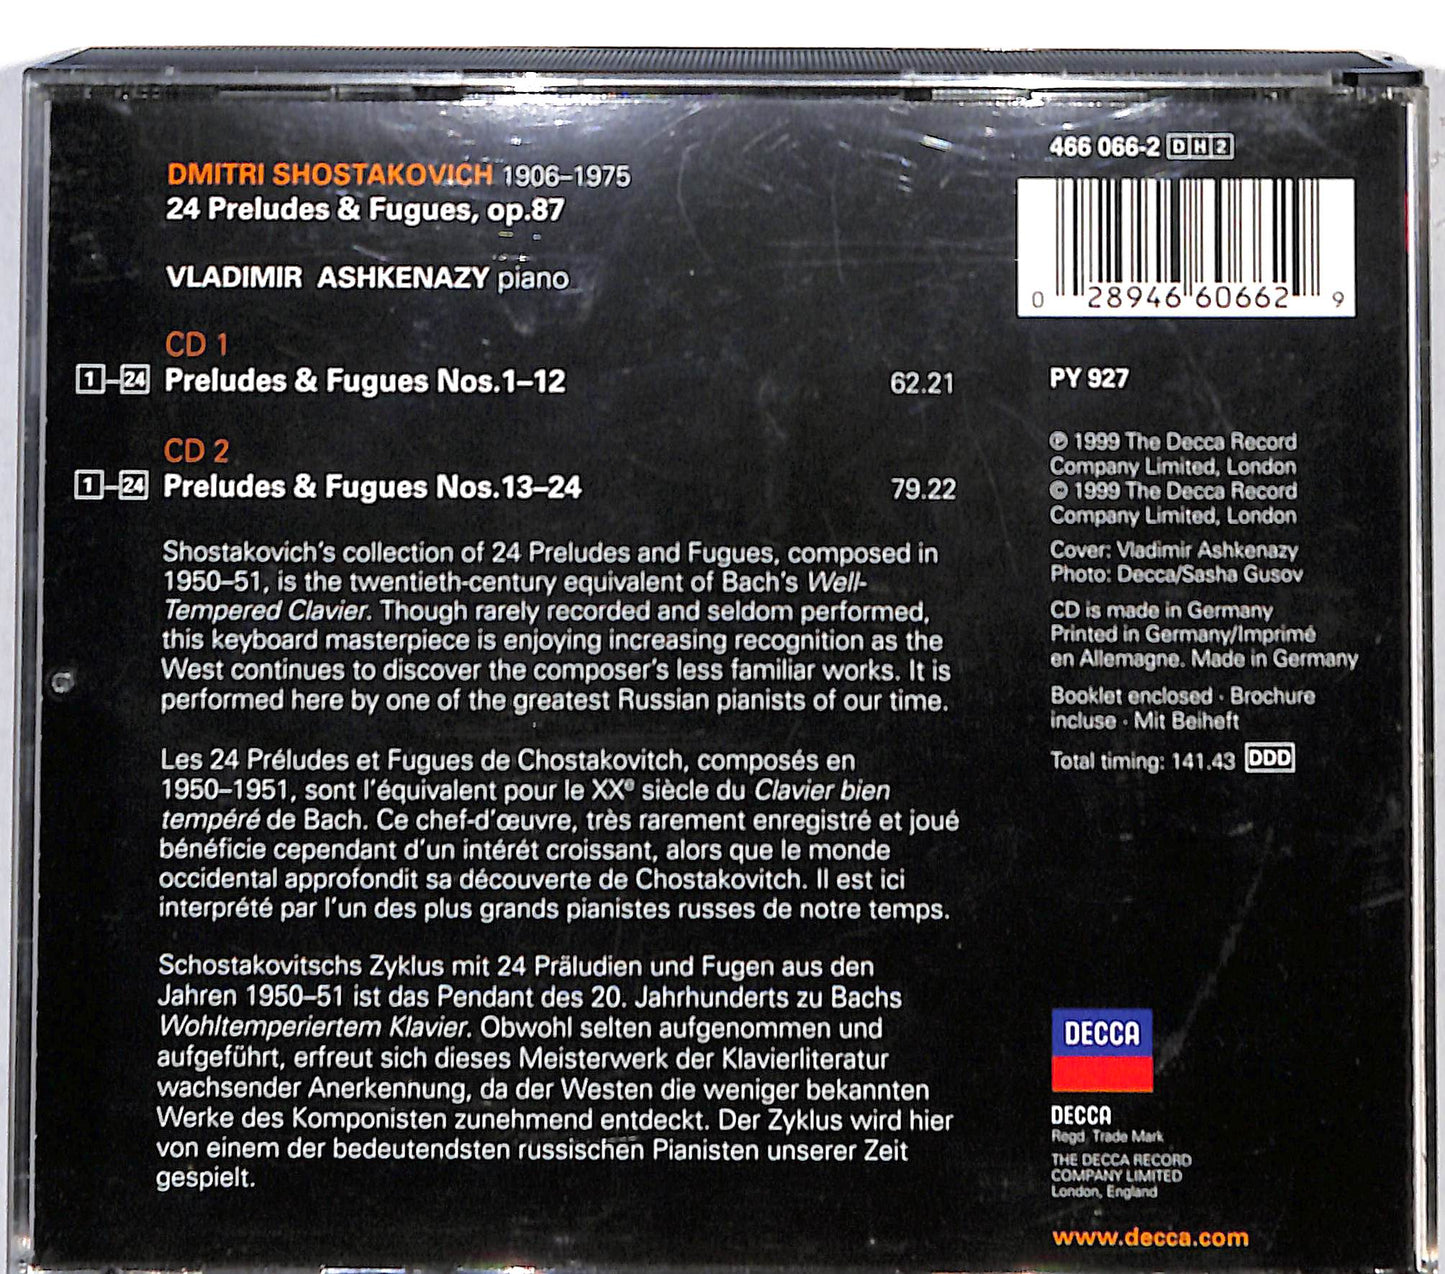 DMITRI SHOSTAKOVICH 1906–1975
24 Preludes & Fugues, op.87
VLADIMIR ASHKENAZY piano
CD 1
1–24 Preludes & Fugues Nos.1–12 62.21
CD 2
1–24 Preludes & Fugues Nos.13–24 79.22
Shostakovich's collection of 24 Preludes and Fugues, composed in
1950–51, is the twentieth-century equivalent of Bach's Well-
Tempered Clavier. Though rarely recorded and seldom performed,
this keyboard masterpiece is enjoying increasing recognition as the
West continues to discover the composer's less familiar works. It is
performed here by one of the greatest Russian pianists of our time.
Les 24 Préludes et Fugues de Chostakovitch, composés en
1950–1951, sont l'équivalent pour le XXe siècle du Clavier bien
tempéré de Bach. Ce chef-d'œuvre, très rarement enregistré et joué
bénéficie cependant d'un intérét croissant, alors que le monde
occidental approfondit sa découverte de Chostakovitch. Il est ici
interprété par l'un des plus grands pianistes russes de notre temps.
Schostakovitschs Zyklus mit 24 Präludien und Fugen aus den
Jahren 1950–51 ist das Pendant des 20. Jahrhunderts zu Bachs
Wohltemperiertem Klavier. Obwohl selten aufgenommen und
aufgeführt, erfreut sich dieses Meisterwerk der Klavierliteratur
wachsender Anerkennung, da der Westen die weniger bekannten
Werke des Komponisten zunehmend entdeckt. Der Zyklus wird hier
von einem der bedeutendsten russischen Pianisten unserer Zeit
gespielt.
466 066-2 DH2
0 28946 60662 9
PY 927
℗ 1999 The Decca Record
Company Limited, London
© 1999 The Decca Record
Company Limited, London
Cover: Vladimir Ashkenazy
Photo: Decca/Sasha Gusov
CD is made in Germany
Printed in Germany/Imprimé
en Allemagne. Made in Germany
Booklet enclosed · Brochure
incluse · Mit Beiheft
Total timing: 141.43 DDD
DECCA
DECCA
Regd. Trade Mark
THE DECCA RECORD
COMPANY LIMITED
London, England
www.decca.com